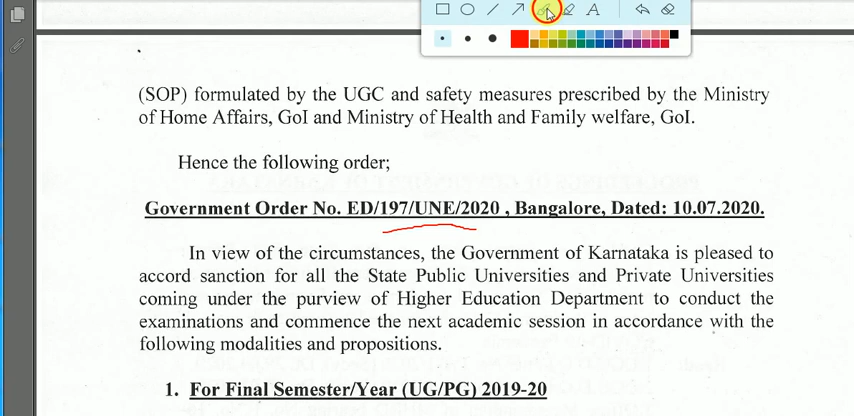 A
(SOP) formulated by the UGC and safety measures prescribed by the Ministry
of Home Affairs, GoI and Ministry of Health and Family welfare, GoI.
Hence the following order;
Government Order No. ED/197/UNE/2020 , Bangalore, Dated: 10.07.2020.
In view of the circumstances, the Government of Karnataka is pleased to
accord sanction for all the State Public Universities and Private Universities
coming under the purview of Higher Education Department to conduct the
examinations and commence the next academic session in accordance with the
following modalities and propositions.
1. For Final Semester/Year (UG/PG) 2019-20